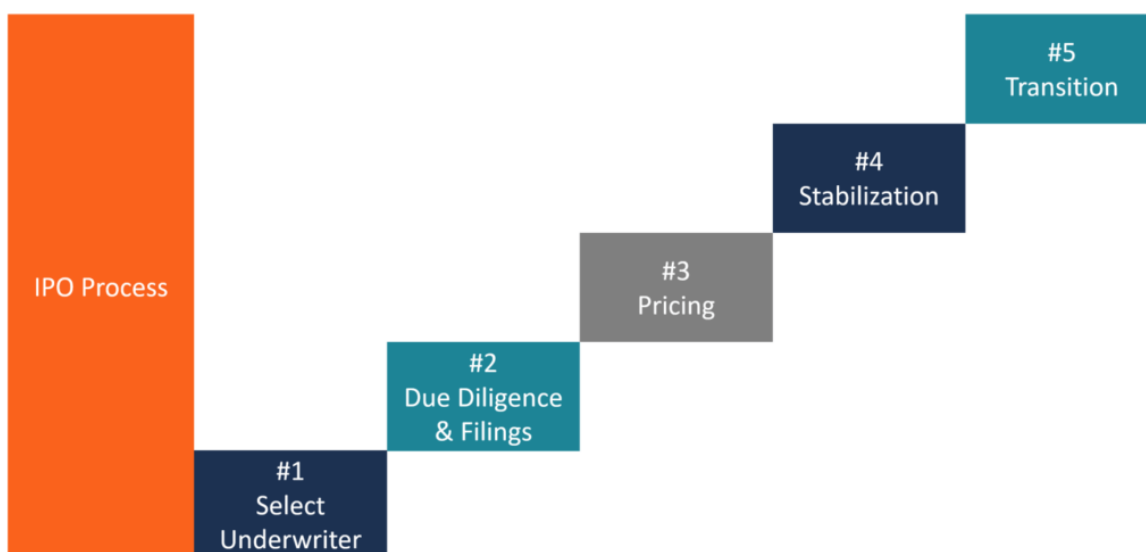 IPO Process
#1
Select
Underwriter
#2
Due Diligence
& Filings
#3
Pricing
#4
Stabilization
#5
Transition